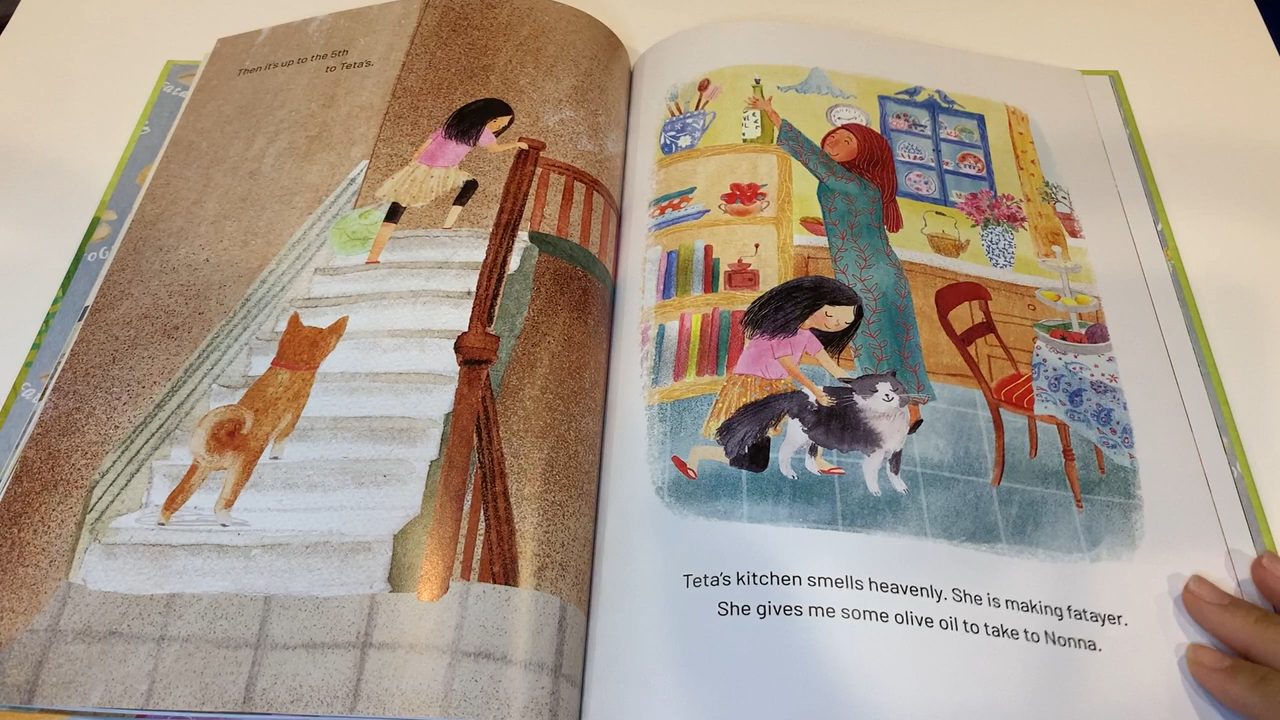 Then it's up to the 5th
to Teta's.
Teta's kitchen smells heavenly. She is making fatayer.
She gives me some olive oil to take to Nonna.